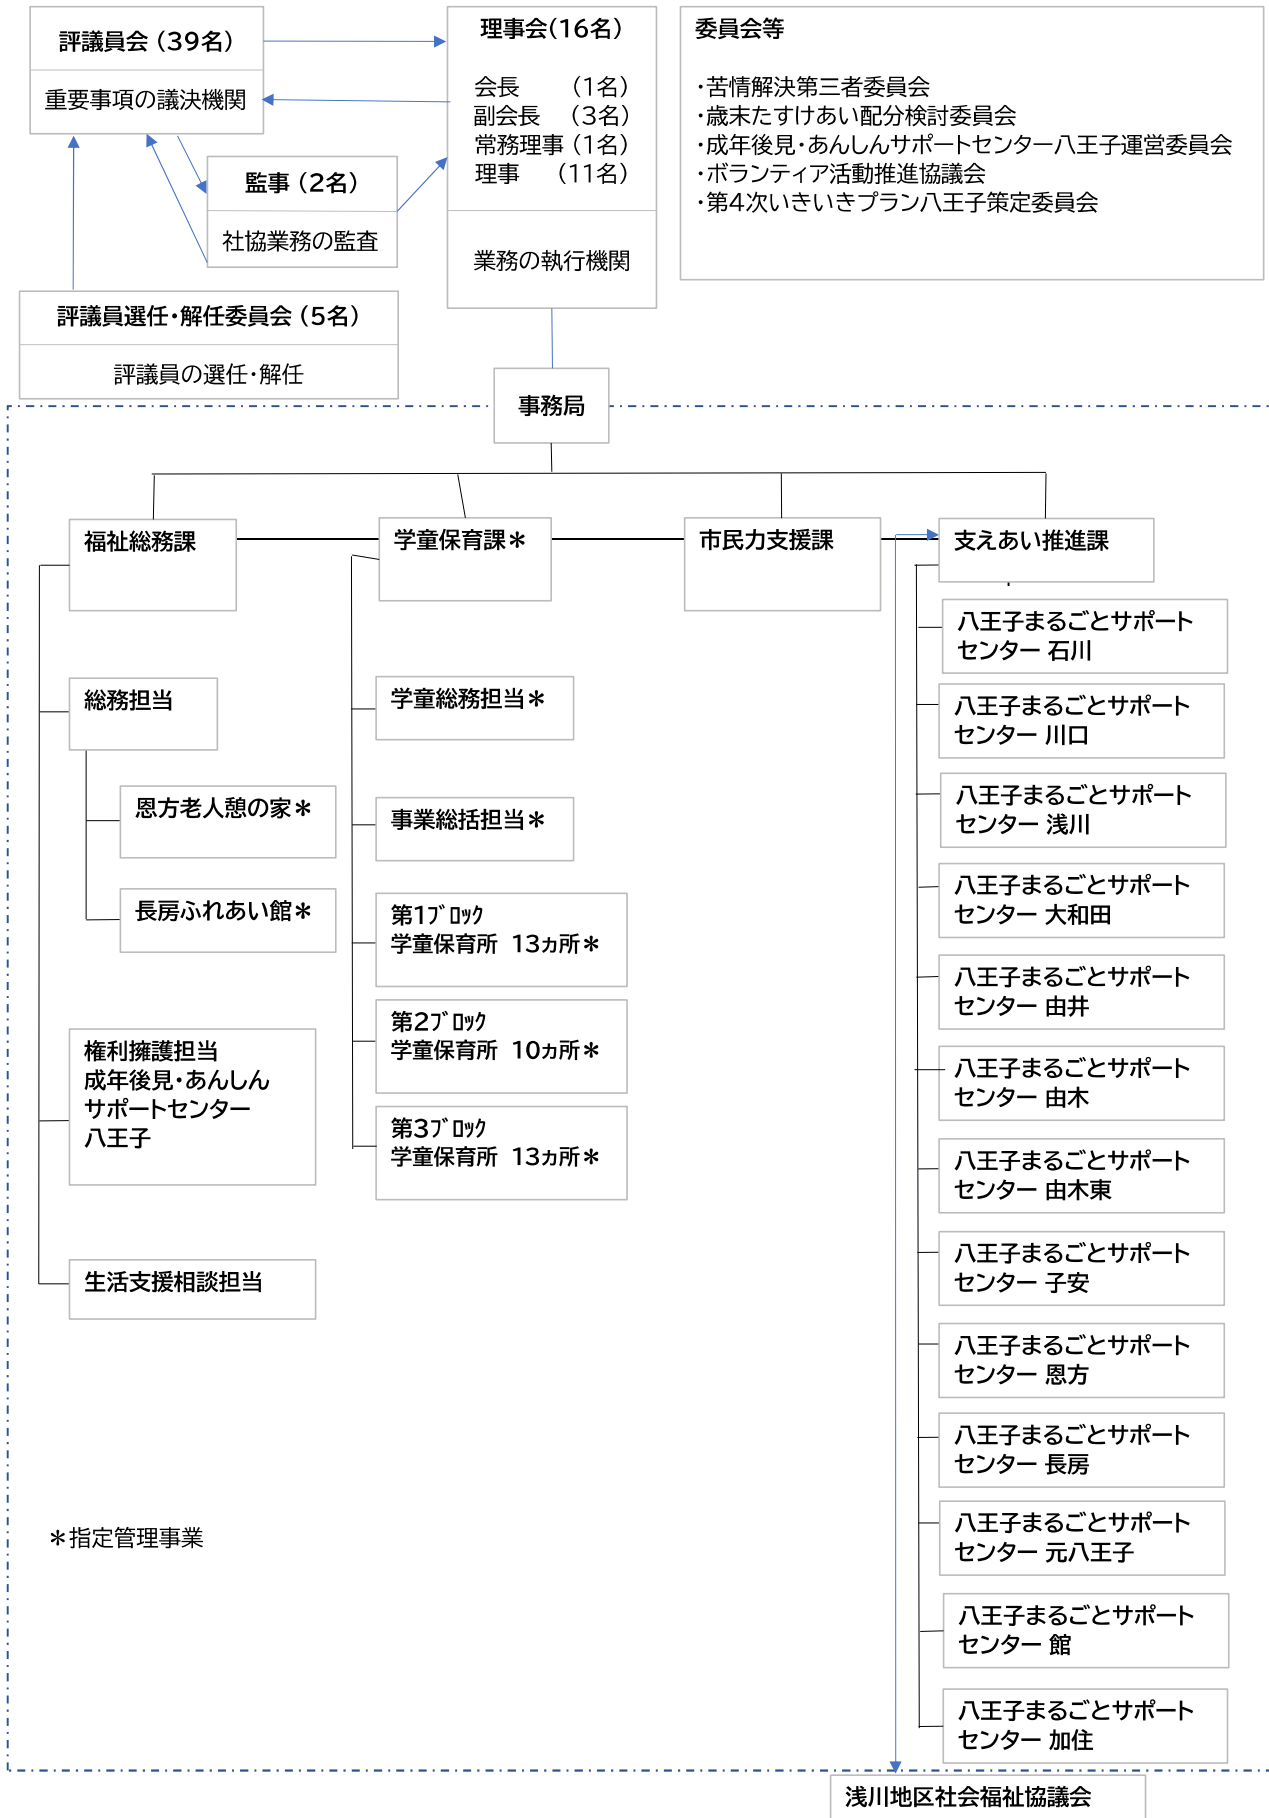 評議員会（39名）
重要事項の議決機関
監事（2名）
社協業務の監査
評議員選任・解任委員会（5名）
評議員の選任・解任
理事会（16名）
会長　　（1名）
副会長　（3名）
常務理事（1名）
理事　　（11名）
業務の執行機関
委員会等
・苦情解決第三者委員会
・歳末たすけあい配分検討委員会
・成年後見・あんしんサポートセンター八王子運営委員会
・ボランティア活動推進協議会
・第4次いきいきプラン八王子策定委員会
事務局
福祉総務課
総務担当
恩方老人憩の家＊
長房ふれあい館＊
権利擁護担当
成年後見・あんしん
サポートセンター
八王子
生活支援相談担当
学童保育課＊
学童総務担当＊
事業総括担当＊
第1ﾌﾞﾛｯｸ
学童保育所 13ヵ所＊
第2ﾌﾞﾛｯｸ
学童保育所 10ヵ所＊
第3ﾌﾞﾛｯｸ
学童保育所 13ヵ所＊
市民力支援課
支えあい推進課
八王子まるごとサポート
センター 石川
八王子まるごとサポート
センター 川口
八王子まるごとサポート
センター 浅川
八王子まるごとサポート
センター 大和田
八王子まるごとサポート
センター 由井
八王子まるごとサポート
センター 由木
八王子まるごとサポート
センター 由木東
八王子まるごとサポート
センター 子安
八王子まるごとサポート
センター 恩方
八王子まるごとサポート
センター 長房
八王子まるごとサポート
センター 元八王子
八王子まるごとサポート
センター 館
八王子まるごとサポート
センター 加住
＊指定管理事業
浅川地区社会福祉協議会